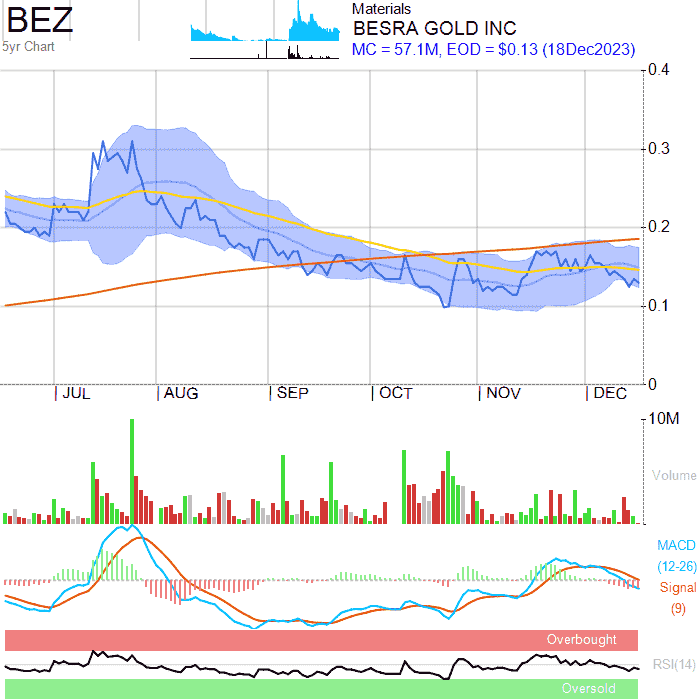 BEZ
5yr Chart
Materials
BESRA GOLD INC
MC = 57.1M, EOD = $0.13 (18Dec2023)
0.4
0.3
0.2
0.1
0
JUL AUG SEP OCT NOV DEC
10M
Volume
MACD
(12-26)
Signal
(9)
Overbought
RSI(14)
Oversold